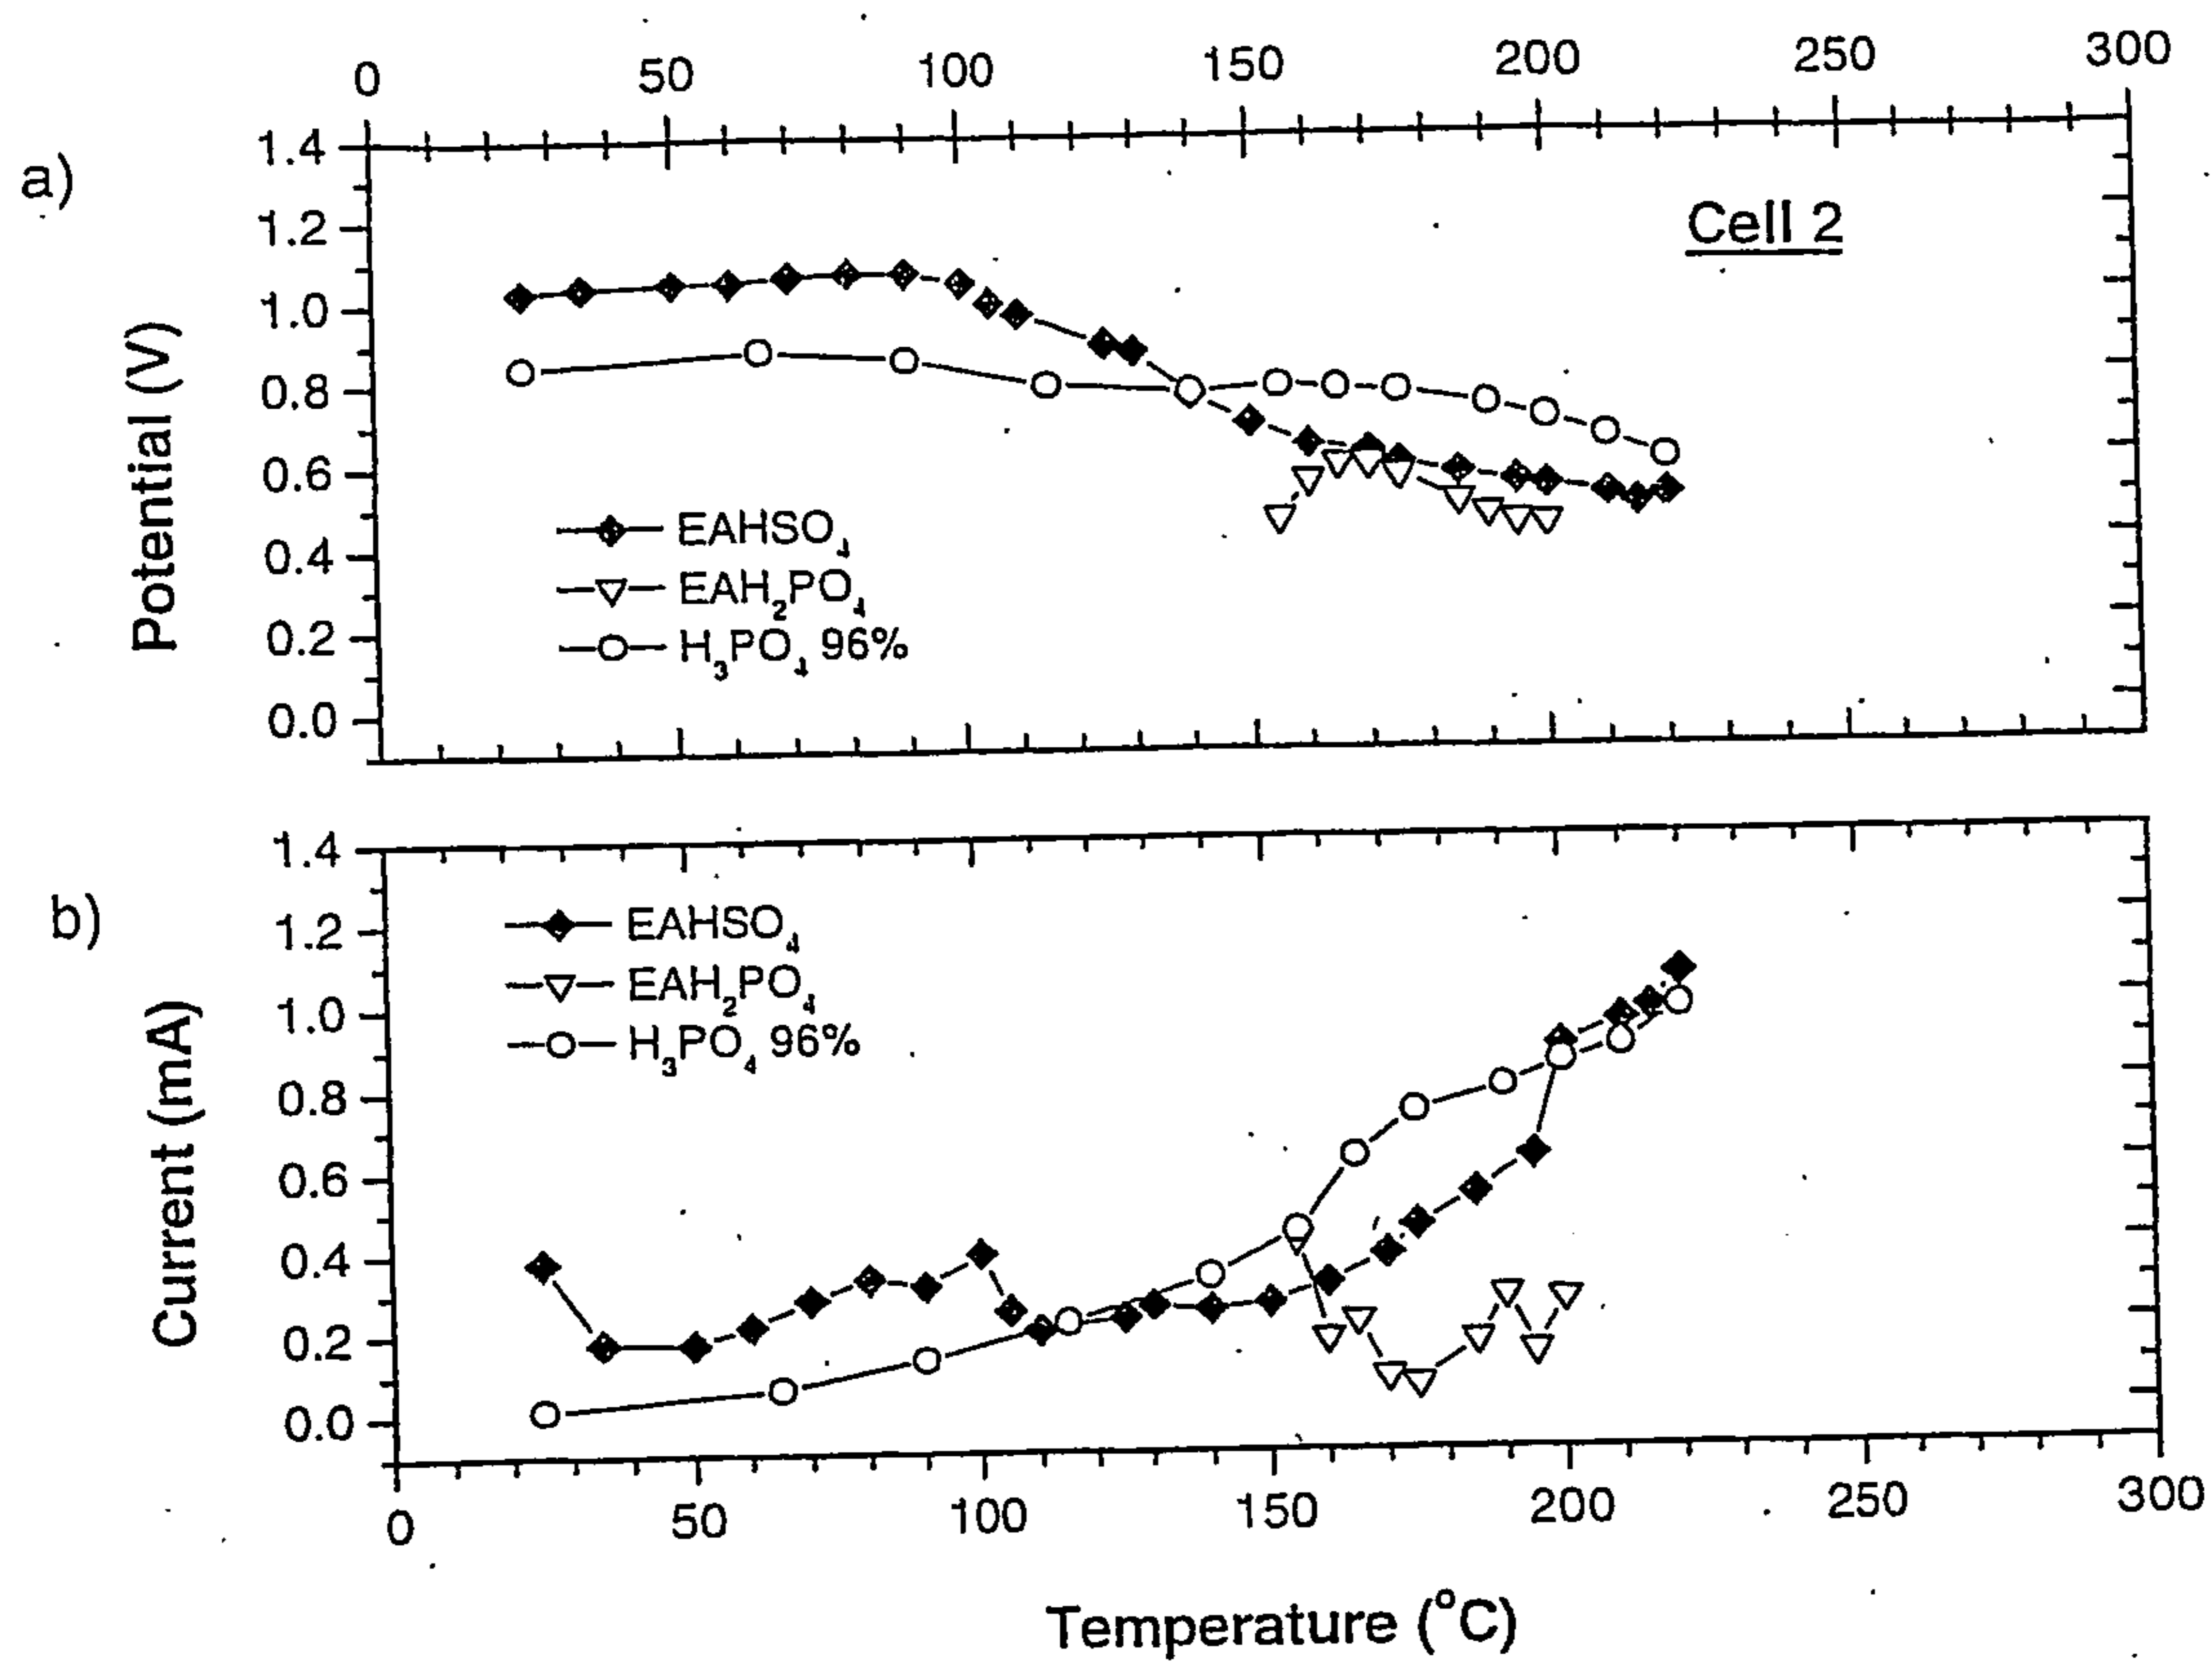 0 50 100 150 200 250 300
a)
1.4
1.2
1.0
0.8
0.6
0.4
0.2
0.0
Potential (V)
Cell 2
EAHSO₄
EAH₂PO₄
H₃PO₄ 96%
b)
1.4
1.2
1.0
0.8
0.6
0.4
0.2
0.0
Current (mA)
EAHSO₄
EAH₂PO₄
H₃PO₄ 96%
0 50 100 150 200 250 300
Temperature (°C)